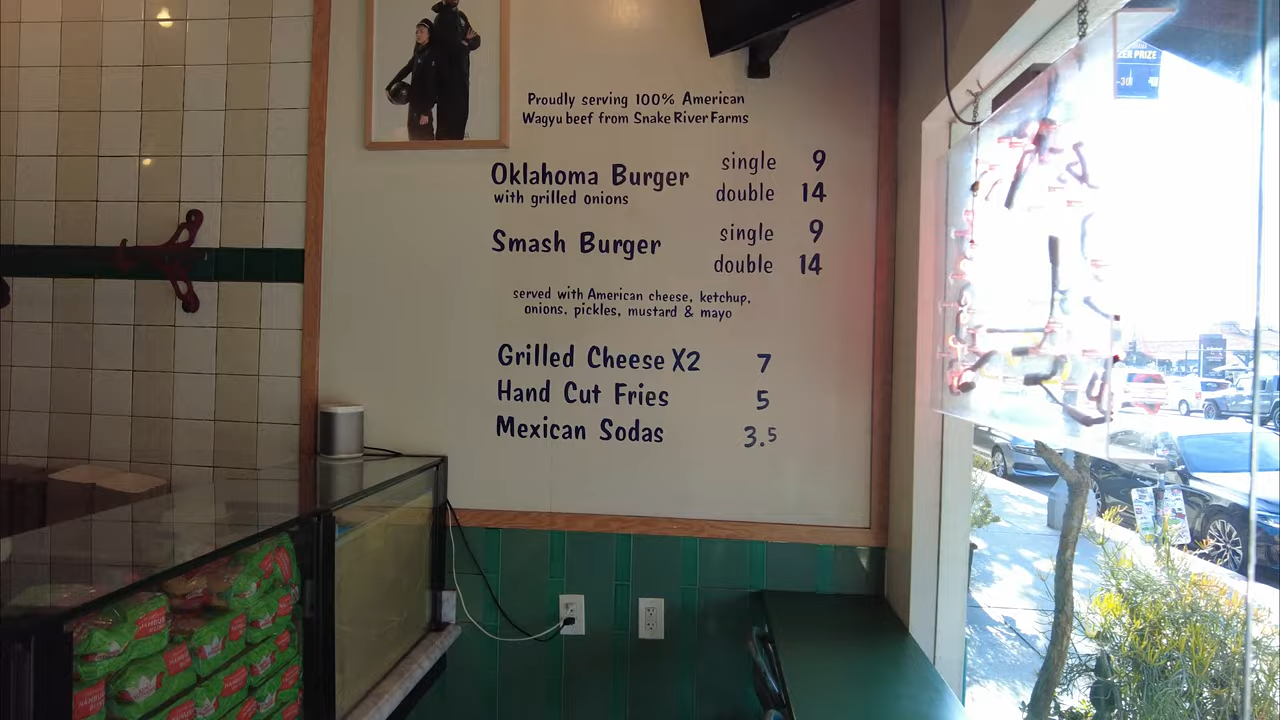 Proudly serving 100% American
Wagyu beef from Snake River Farms
Oklahoma Burger single 9
with grilled onions double 14
Smash Burger single 9
double 14
served with American cheese, ketchup,
onions, pickles, mustard & mayo
Grilled Cheese X2 7
Hand Cut Fries 5
Mexican Sodas 3.5